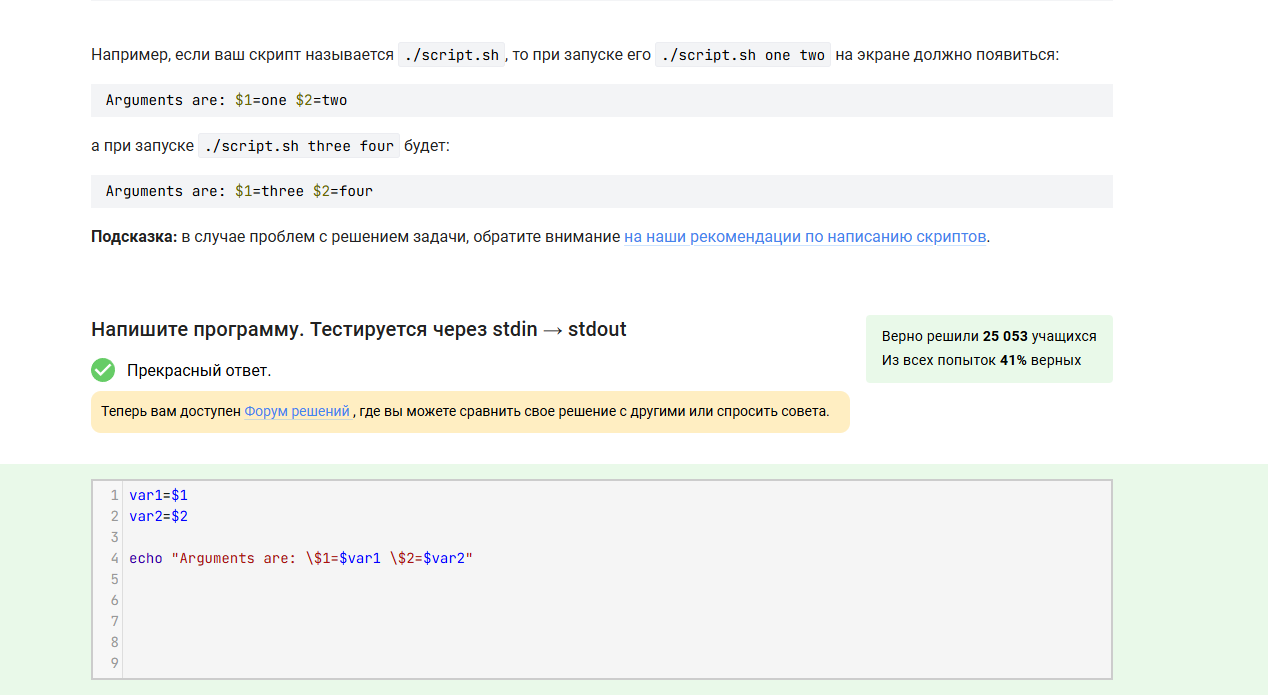 Например, если ваш скрипт называется ./script.sh, то при запуске его ./script.sh one two на экране должно появиться:
Arguments are: $1=one $2=two
а при запуске ./script.sh three four будет:
Arguments are: $1=three $2=four
Подсказка: в случае проблем с решением задачи, обратите внимание на наши рекомендации по написанию скриптов.
Напишите программу. Тестируется через stdin → stdout
Верно решили 25 053 учащихся
Из всех попыток 41% верных
Прекрасный ответ.
Теперь вам доступен Форум решений, где вы можете сравнить свое решение с другими или спросить совета.
1 var1=$1
2 var2=$2
3
4 echo "Arguments are: \$1=$var1 \$2=$var2"
5
6
7
8
9